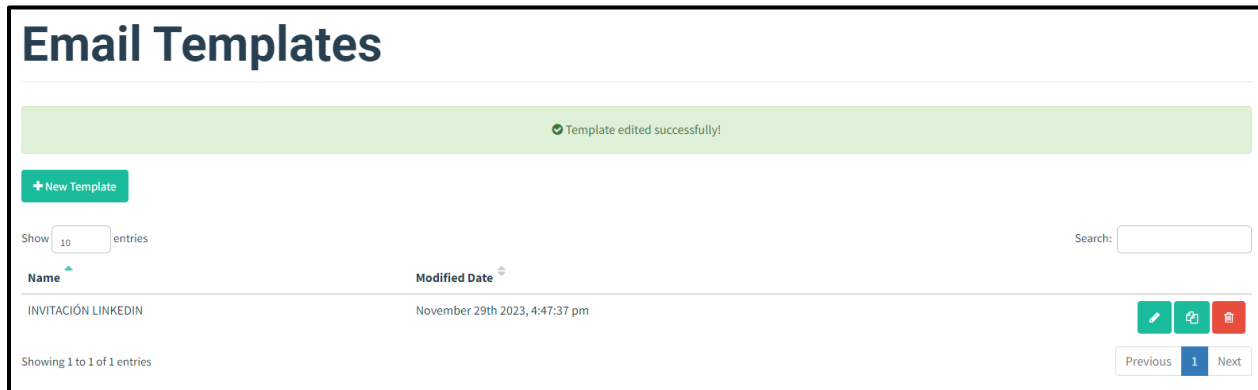 Email Templates
Template edited successfully!
New Template
Show 10 entries
Search:
Name Modified Date
INVITACIÓN LINKEDIN November 29th 2023, 4:47:37 pm
Showing 1 to 1 of 1 entries
Previous 1 Next